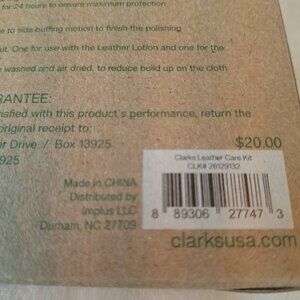 for 24 hours to ensure maximum protection
e to side buffing motion to finish the polishing
kit. One for use with the Leather Lotion and one for the
e washed and air dried, to reduce build up on the cloth
RANTEE:
tisfied with this product's performance, return the
original receipt to:
ir Drive / Box 13925
3925
$20.00
Clarks Leather Care Kit
CLK# 26129132
8 89306 27747 3
Made in CHINA
Distributed by
Implus LLC
Durham, NC 27709
clarksusa.com